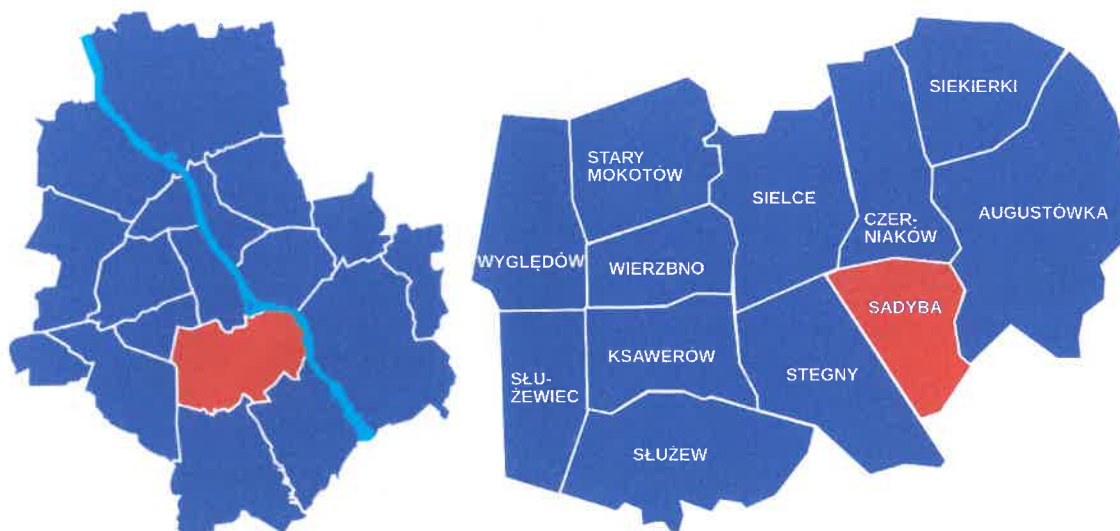 SIEKIERKI
STARY
MOKOTÓW
SIELCE
AUGUSTÓWKA
CZER-
NIAKÓW
WYGLĘDÓW
WIERZBNO
SADYBA
KSAWERÓW
STEGNY
SŁU-
ŻEWIEC
SŁUŻEW